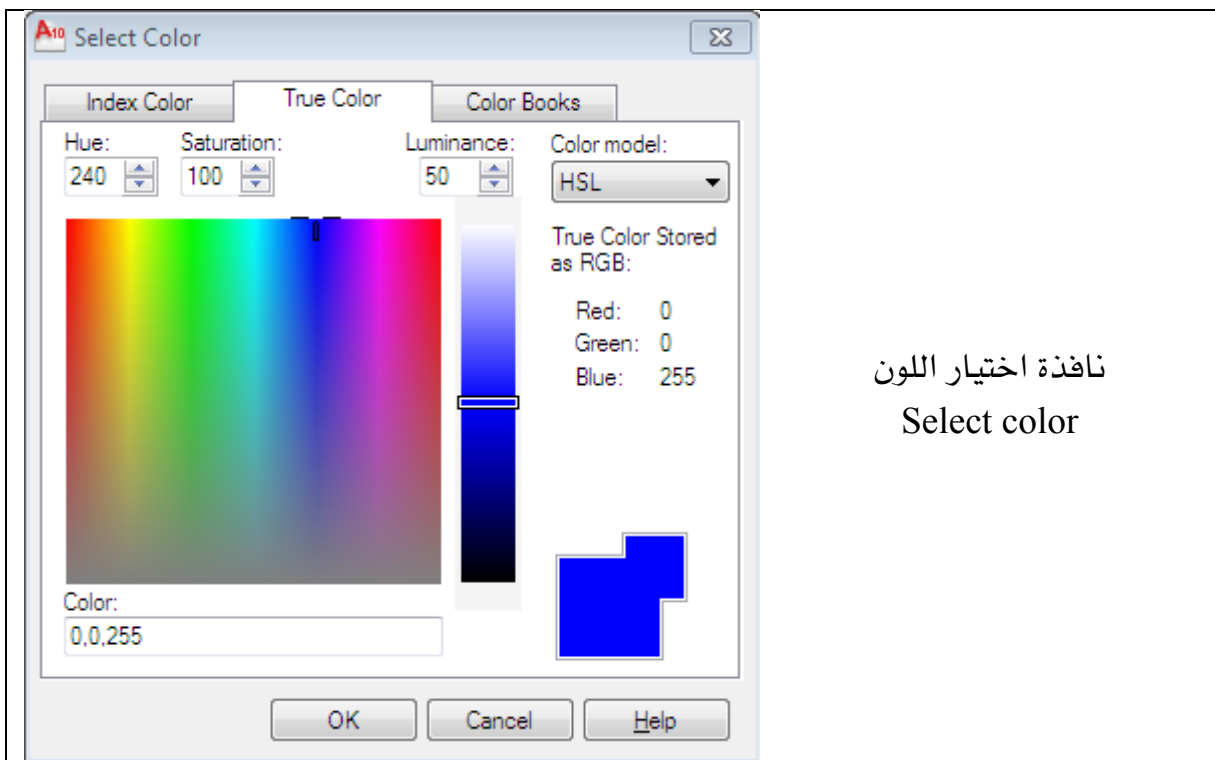 A10 Select Color
Index Color True Color Color Books
Hue: Saturation: Luminance: Color model:
240 100 50 HSL
True Color Stored
as RGB:
Red: 0
Green: 0
Blue: 255
Color:
0,0,255
OK Cancel Help
نافذة اختيار اللون
Select color